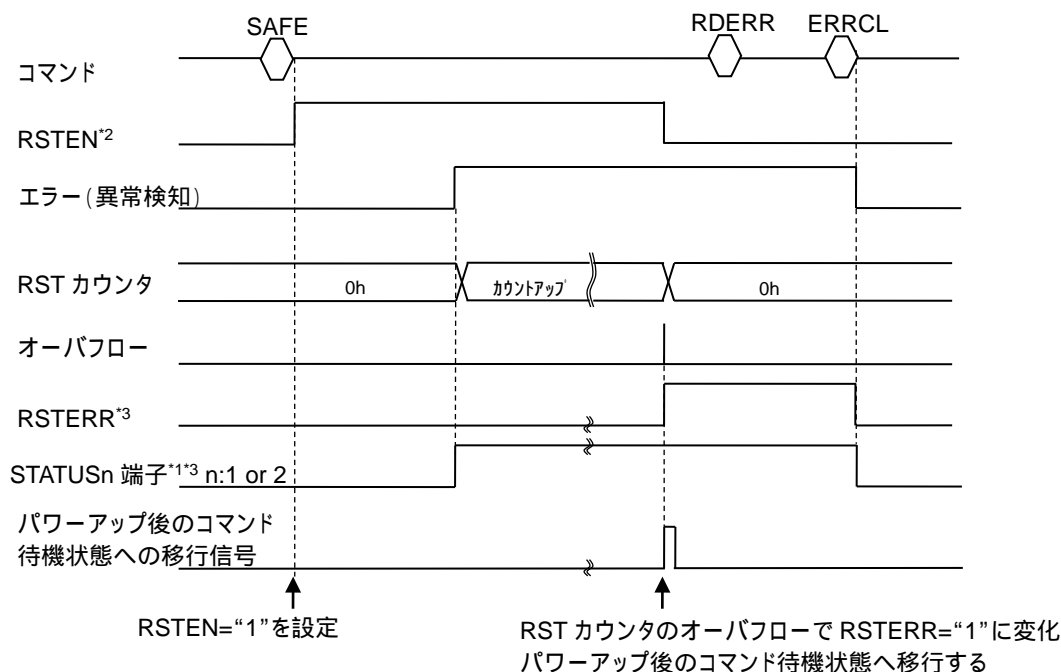 SAFE RDERR ERRCL
コマンド
RSTEN*2
エラー(異常検知)
RST カウンタ 0h カウントアップ 0h
オーバフロー
RSTERR*3
STATUSn 端子*1*3 n:1 or 2
パワーアップ後のコマンド
待機状態への移行信号
RSTEN=“1”を設定
RST カウンタのオーバフローで RSTERR=“1”に変化
パワーアップ後のコマンド待機状態へ移行する